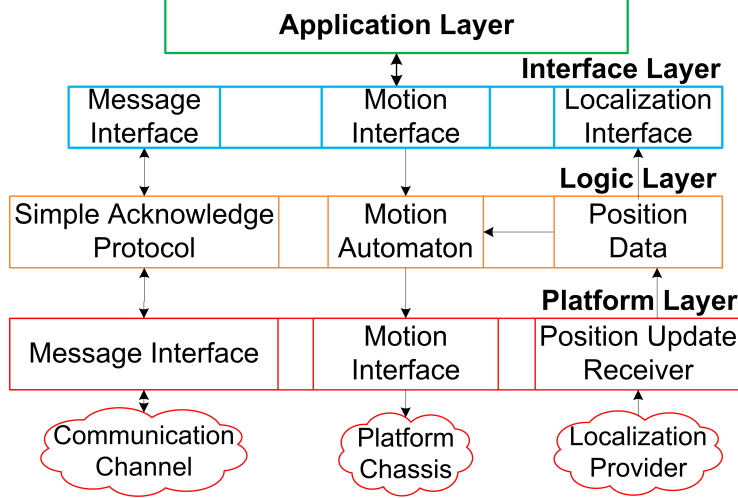 Application Layer
Interface Layer
Message
Interface
Motion
Interface
Localization
Interface
Logic Layer
Simple Acknowledge
Protocol
Motion
Automaton
Position
Data
Platform Layer
Message Interface
Motion
Interface
Position Update
Receiver
Communication
Channel
Platform
Chassis
Localization
Provider